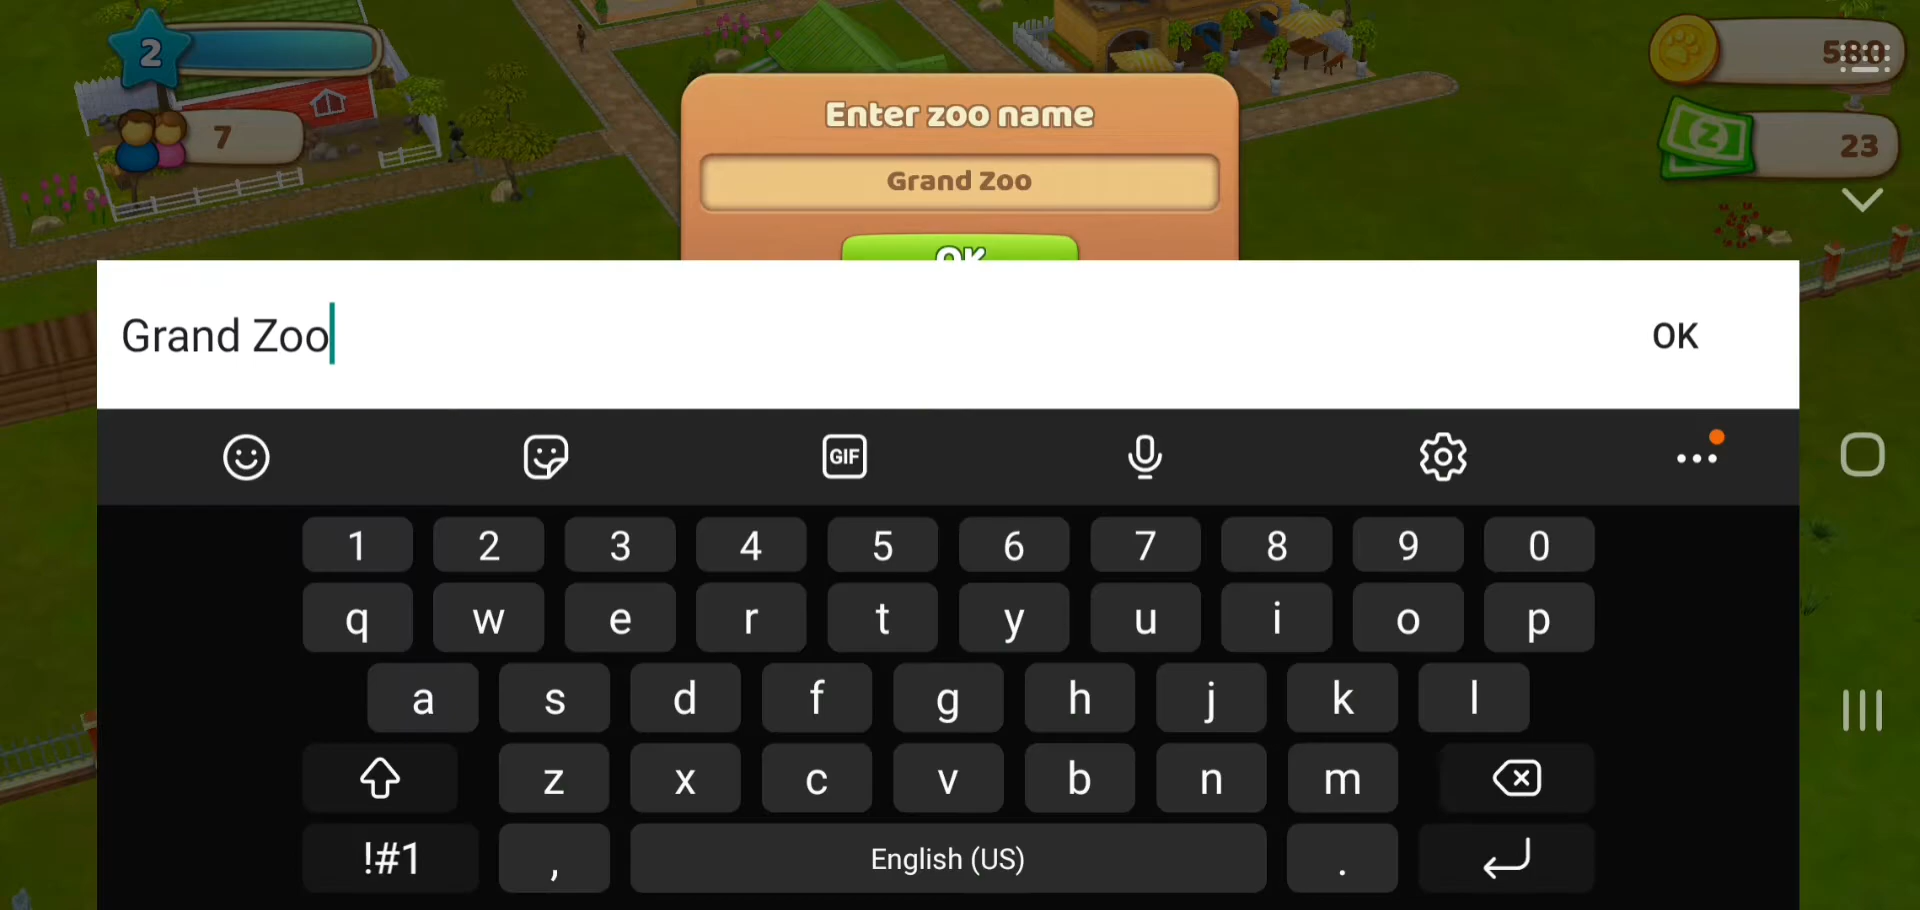 2
7
580
23
Enter zoo name
Grand Zoo
OK
Grand Zoo
OK
GIF
1 2 3 4 5 6 7 8 9 0
q w e r t y u i o p
a s d f g h j k l
z x c v b n m
!#1 , English (US) .